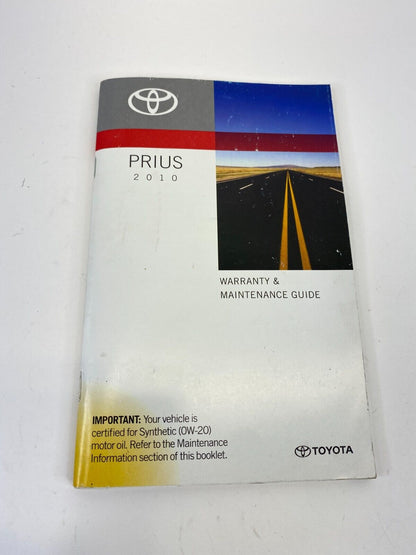 PRIUS
2010
WARRANTY &
MAINTENANCE GUIDE
IMPORTANT: Your vehicle is
certified for Synthetic (0W-20)
motor oil. Refer to the Maintenance
Information section of this booklet.
TOYOTA